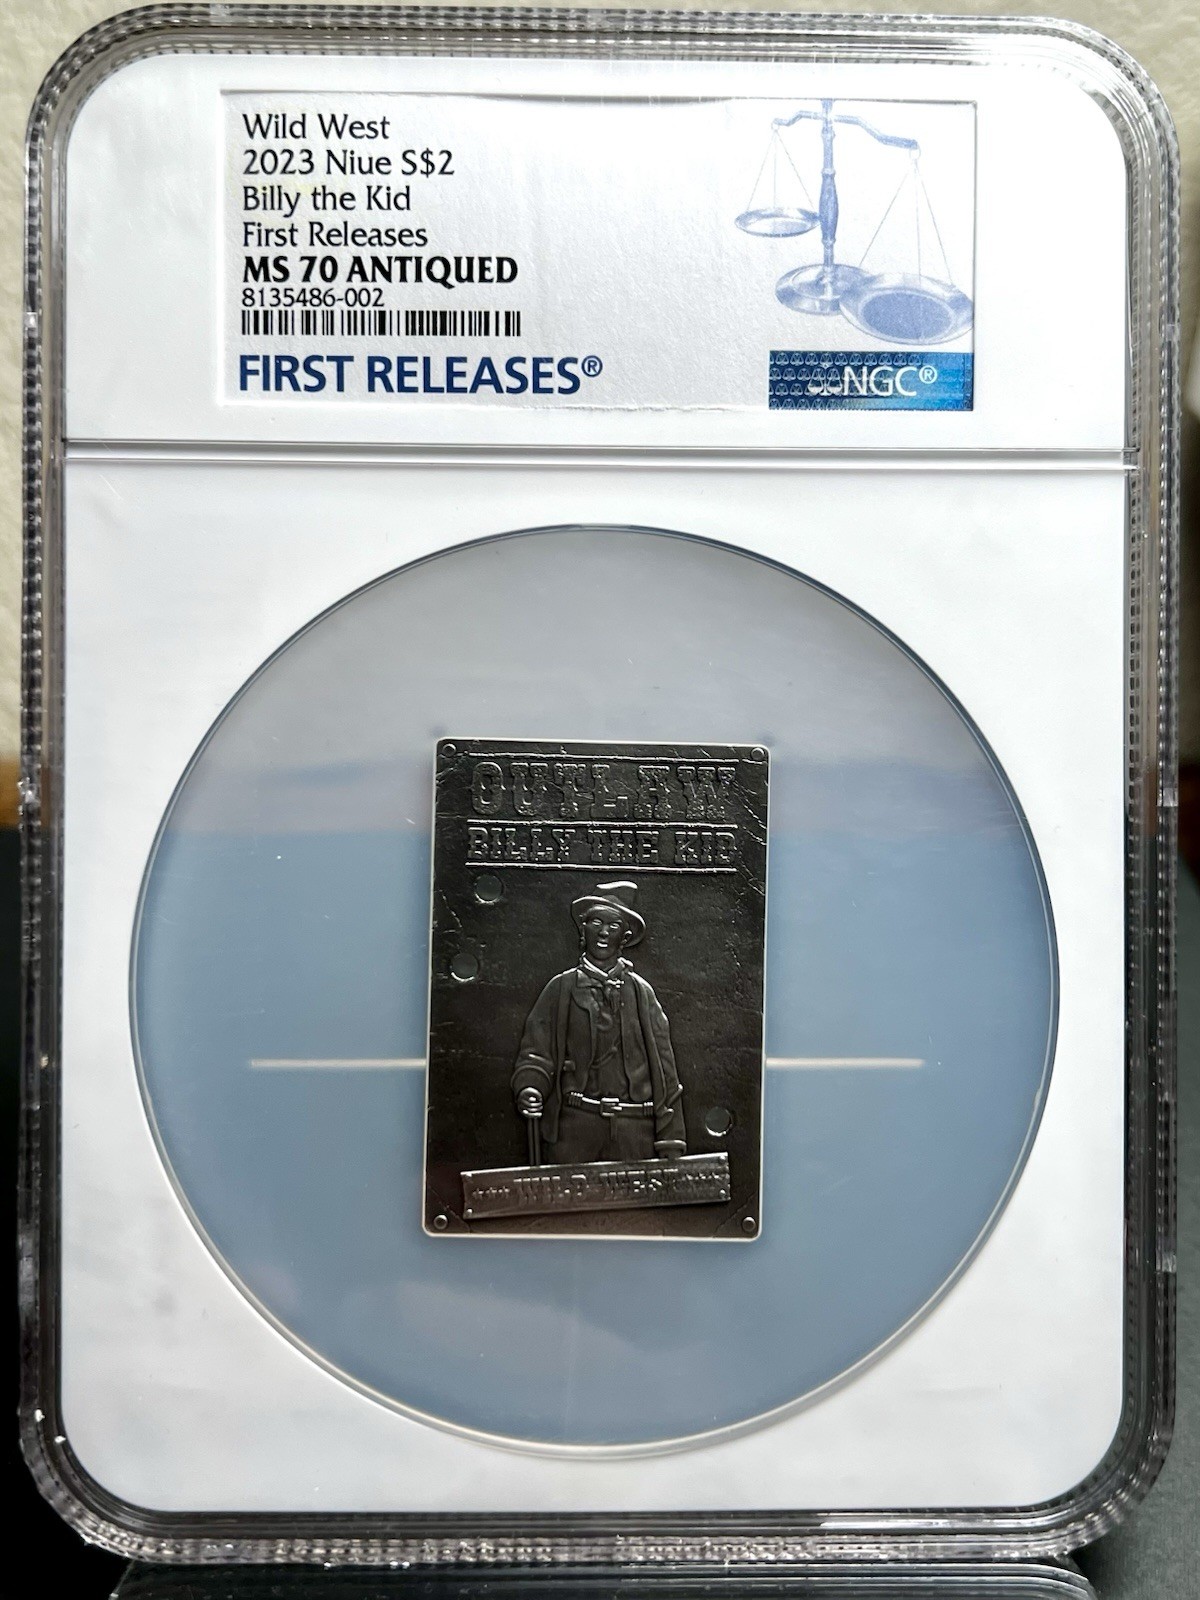 Wild West
2023 Niue S$2
Billy the Kid
First Releases
MS 70 ANTIQUED
8135486-002
FIRST RELEASES®
NGC®
OUTLAW
BILLY THE KID
WILD WEST